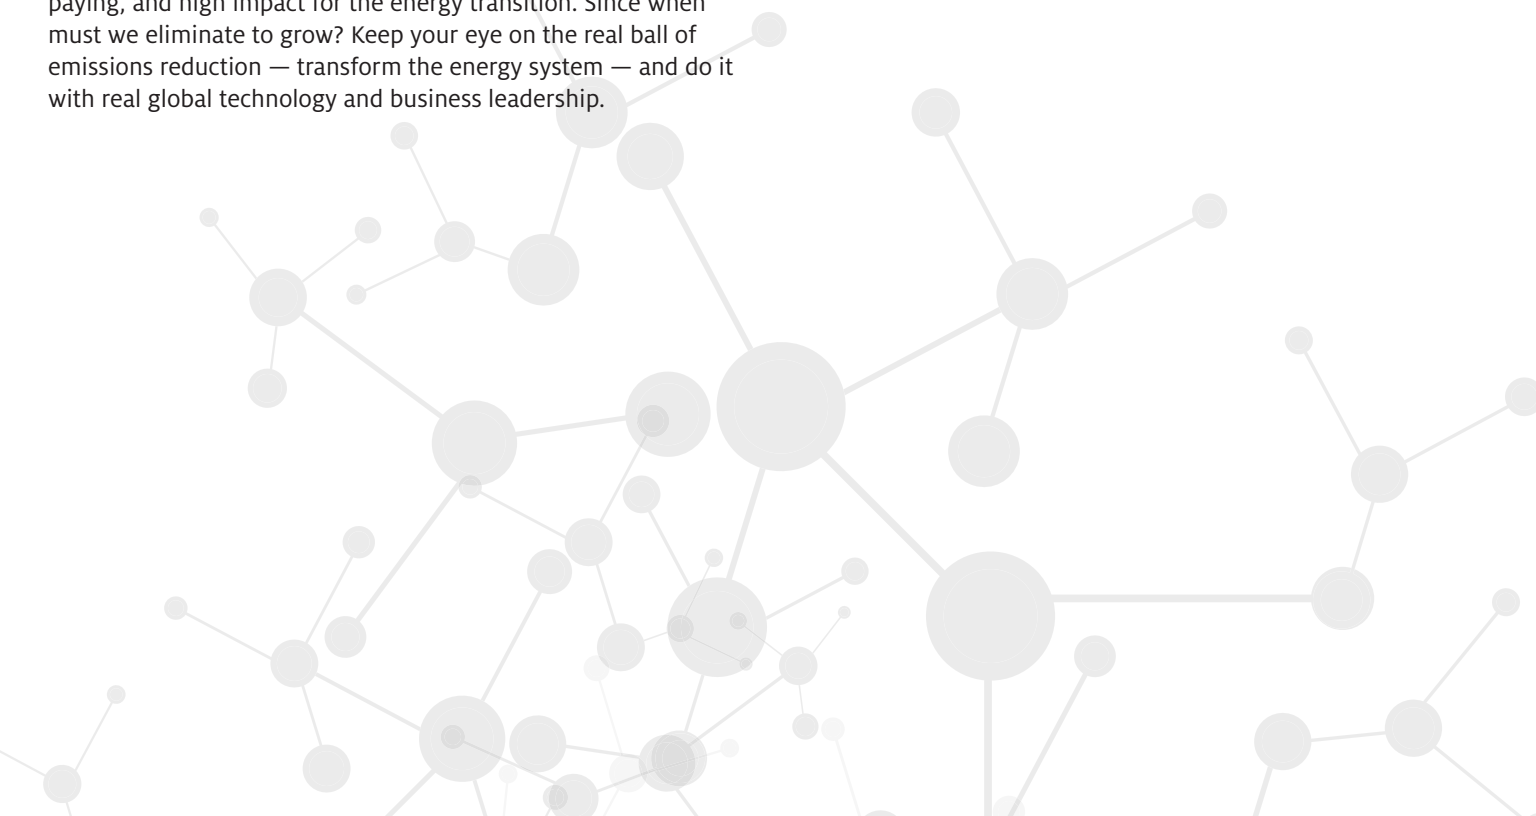 paying, and high impact for the energy transition. Since when
must we eliminate to grow? Keep your eye on the real ball of
emissions reduction — transform the energy system — and do it
with real global technology and business leadership.